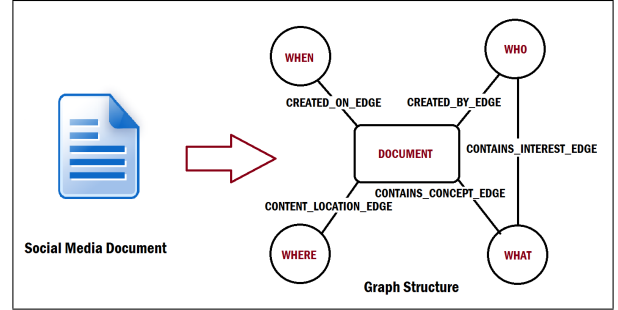 WHEN
WHO
CREATED_ON_EDGE
CREATED_BY_EDGE
DOCUMENT
CONTAINS_INTEREST_EDGE
CONTAINS_CONCEPT_EDGE
CONTENT_LOCATION_EDGE
Social Media Document
WHERE
WHAT
Graph Structure